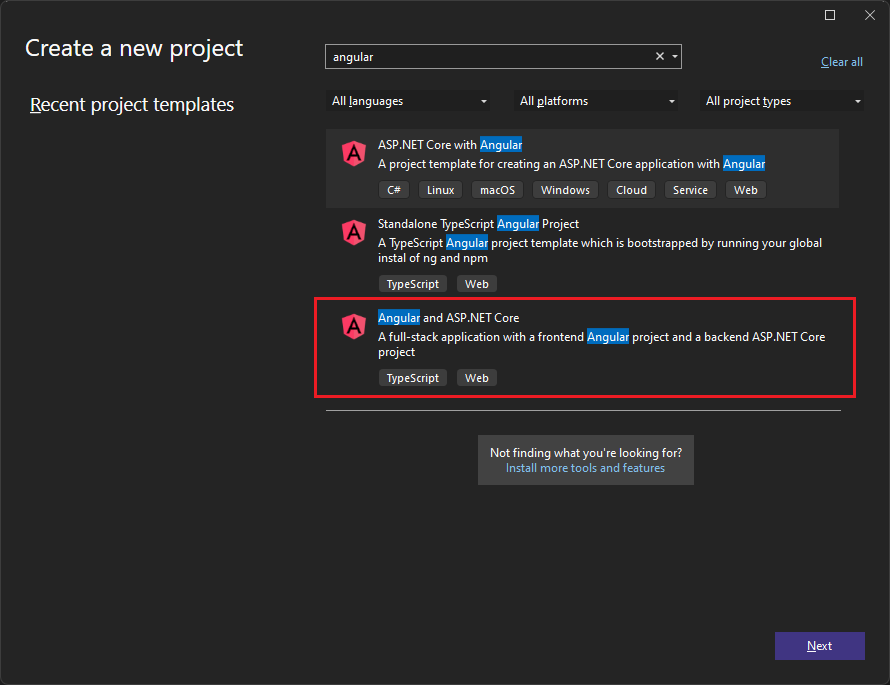 Create a new project
angular
Clear all
Recent project templates
All languages
All platforms
All project types
ASP.NET Core with Angular
A project template for creating an ASP.NET Core application with Angular
C# Linux macOS Windows Cloud Service Web
Standalone TypeScript Angular Project
A TypeScript Angular project template which is bootstrapped by running your global
instal of ng and npm
TypeScript Web
Angular and ASP.NET Core
A full-stack application with a frontend Angular project and a backend ASP.NET Core
project
TypeScript Web
Not finding what you're looking for?
Install more tools and features
Next